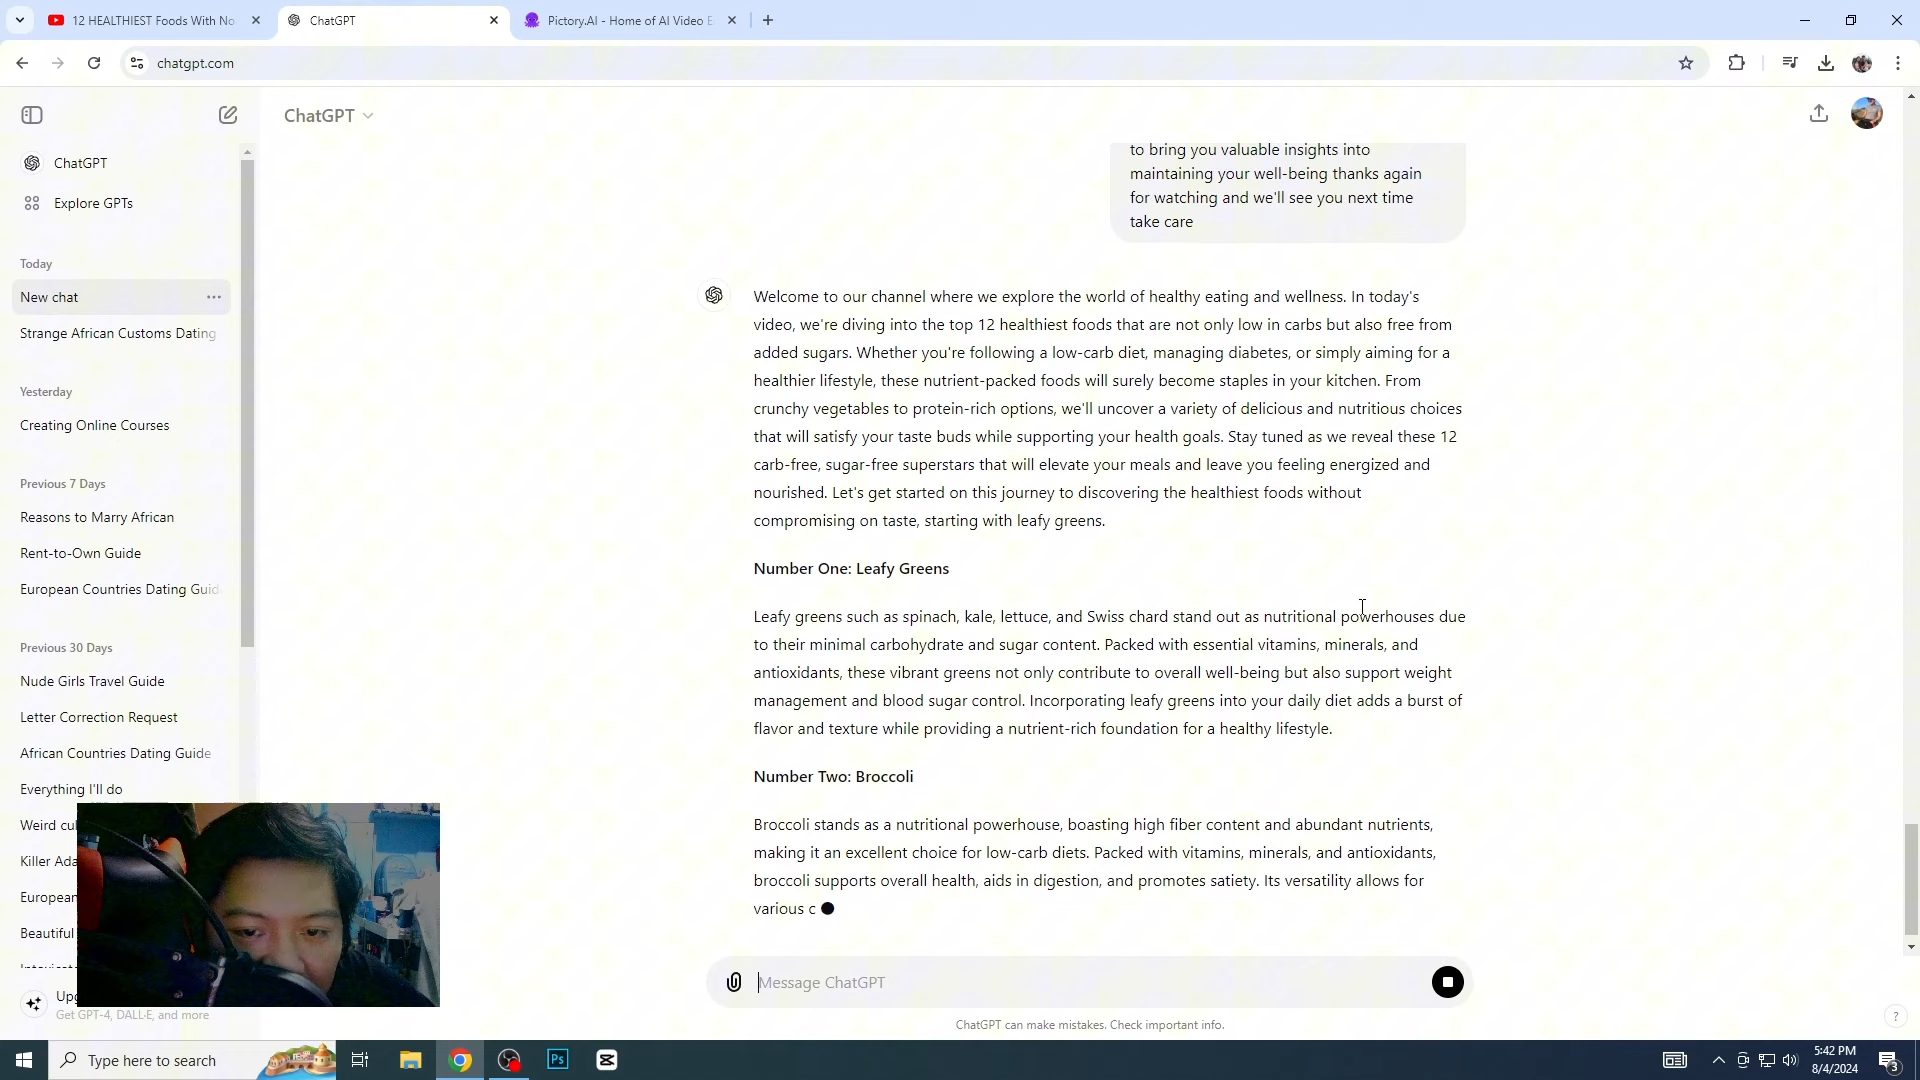 12 HEALTHIEST Foods With No
ChatGPT
Pictory.AI - Home of AI Video E
chatgpt.com
ChatGPT
ChatGPT
Explore GPTs
Today
New chat
Strange African Customs Dating
Yesterday
Creating Online Courses
Previous 7 Days
Reasons to Marry African
Rent-to-Own Guide
European Countries Dating Guid
Previous 30 Days
Nude Girls Travel Guide
Letter Correction Request
African Countries Dating Guide
Everything I'll do
Weird cul
Killer Ada
European
Beautiful
Upg
Get GPT-4, DALL·E, and more
to bring you valuable insights into
maintaining your well-being thanks again
for watching and we'll see you next time
take care
Welcome to our channel where we explore the world of healthy eating and wellness. In today's
video, we're diving into the top 12 healthiest foods that are not only low in carbs but also free from
added sugars. Whether you're following a low-carb diet, managing diabetes, or simply aiming for a
healthier lifestyle, these nutrient-packed foods will surely become staples in your kitchen. From
crunchy vegetables to protein-rich options, we'll uncover a variety of delicious and nutritious choices
that will satisfy your taste buds while supporting your health goals. Stay tuned as we reveal these 12
carb-free, sugar-free superstars that will elevate your meals and leave you feeling energized and
nourished. Let's get started on this journey to discovering the healthiest foods without
compromising on taste, starting with leafy greens.
Number One: Leafy Greens
Leafy greens such as spinach, kale, lettuce, and Swiss chard stand out as nutritional powerhouses due
to their minimal carbohydrate and sugar content. Packed with essential vitamins, minerals, and
antioxidants, these vibrant greens not only contribute to overall well-being but also support weight
management and blood sugar control. Incorporating leafy greens into your daily diet adds a burst of
flavor and texture while providing a nutrient-rich foundation for a healthy lifestyle.
Number Two: Broccoli
Broccoli stands as a nutritional powerhouse, boasting high fiber content and abundant nutrients,
making it an excellent choice for low-carb diets. Packed with vitamins, minerals, and antioxidants,
broccoli supports overall health, aids in digestion, and promotes satiety. Its versatility allows for
various c
Message ChatGPT
ChatGPT can make mistakes. Check important info.
?
Type here to search
Ps
5:42 PM
8/4/2024
3